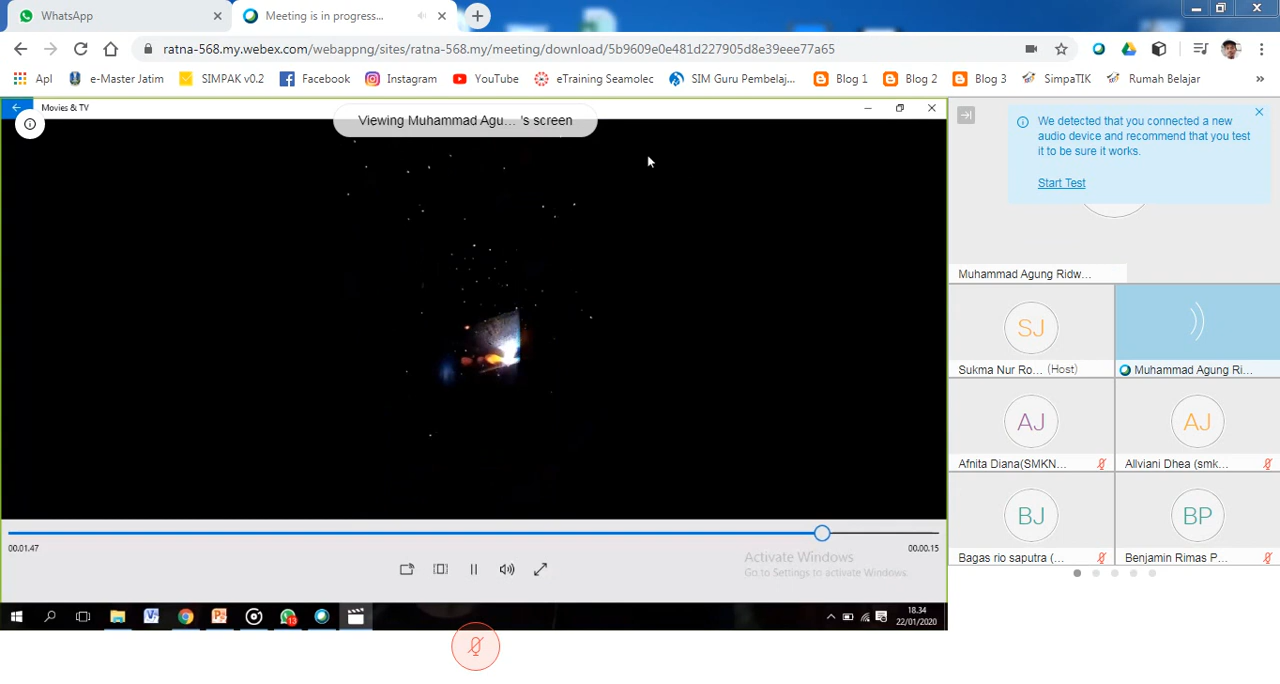 WhatsApp
Meeting is in progress...
ratna-568.my.webex.com/webappng/sites/ratna-568.my/meeting/download/5b9609e0e481d227905d8e39eee77a65
Apl
e-Master Jatim
SIMPAK v0.2
Facebook
Instagram
YouTube
eTraining Seamolec
SIM Guru Pembelaj...
Blog 1
Blog 2
Blog 3
SimpaTIK
Rumah Belajar
»
Movies & TV
Viewing Muhammad Agu... 's screen
We detected that you connected a new
audio device and recommend that you test
it to be sure it works.
Start Test
Muhammad Agung Ridw...
SJ
Sukma Nur Ro... (Host)
Muhammad Agung Ri...
AJ
Afnita Diana(SMKN...
AJ
Allviani Dhea (smk...
BJ
Bagas rio saputra (...
BP
Benjamin Rimas P...
00.01.47
00.00.15
Activate Windows
Go to Settings to activate Windows.
13
18.34
22/01/2020